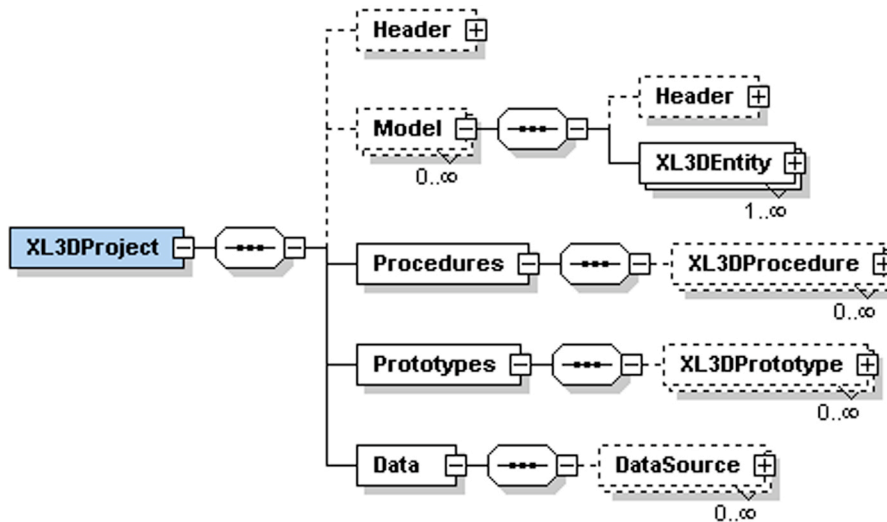 Header
Header
Model
0..∞
XL3DEntity
1..∞
XL3DProject
Procedures
XL3DProcedure
0..∞
Prototypes
XL3DPrototype
0..∞
Data
DataSource
0..∞